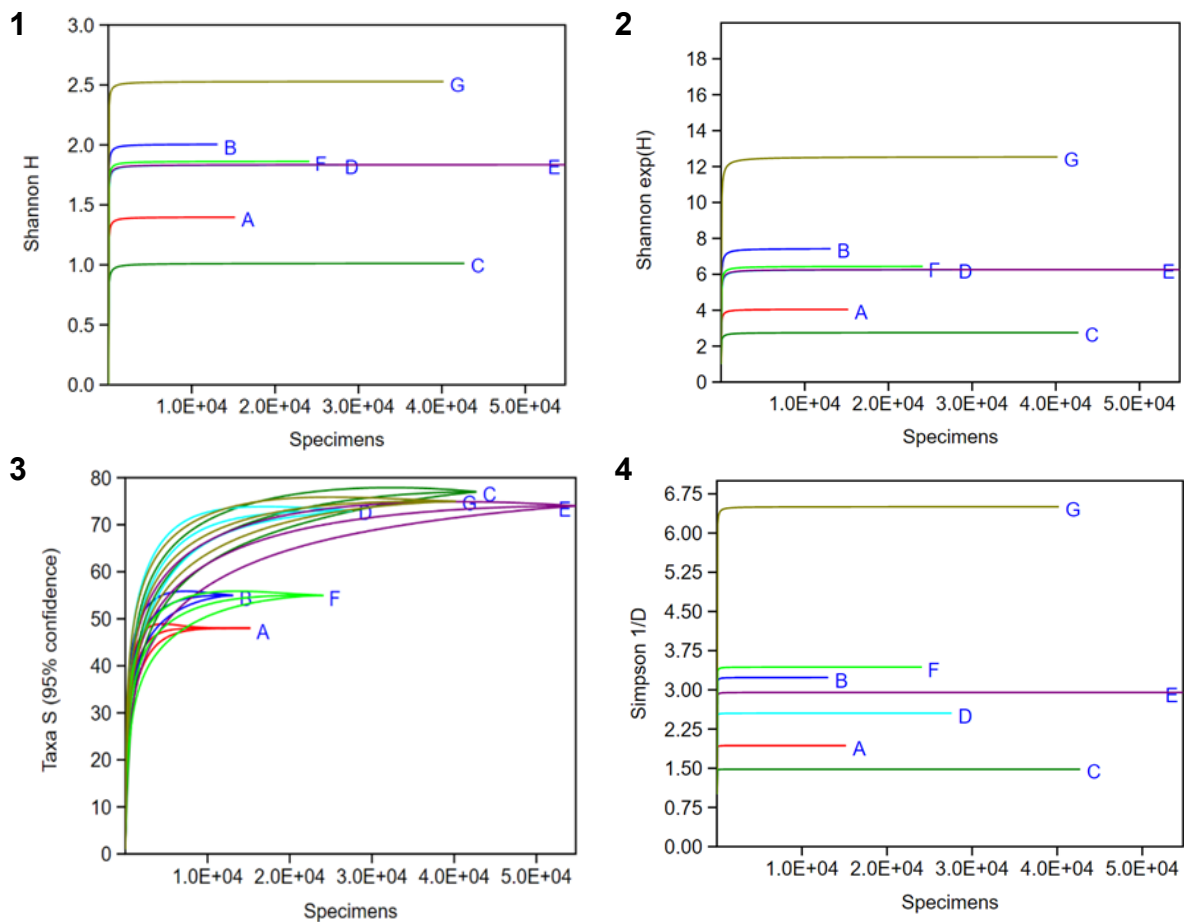 1
3.0
2.5
2.0
1.5
1.0
0.5
0.0
Shannon H
G
B
F
D
E
A
C
1.0E+04 2.0E+04 3.0E+04 4.0E+04 5.0E+04
Specimens
2
18
16
14
12
10
8
6
4
2
0
Shannon exp(H)
G
B
F
D
E
A
C
1.0E+04 2.0E+04 3.0E+04 4.0E+04 5.0E+04
Specimens
3
80
70
60
50
40
30
20
10
0
Taxa S (95% confidence)
C
G
E
D
B
F
A
1.0E+04 2.0E+04 3.0E+04 4.0E+04 5.0E+04
Specimens
4
6.75
6.00
5.25
4.50
3.75
3.00
2.25
1.50
0.75
0.00
Simpson 1/D
G
F
B
E
D
A
C
1.0E+04 2.0E+04 3.0E+04 4.0E+04 5.0E+04
Specimens